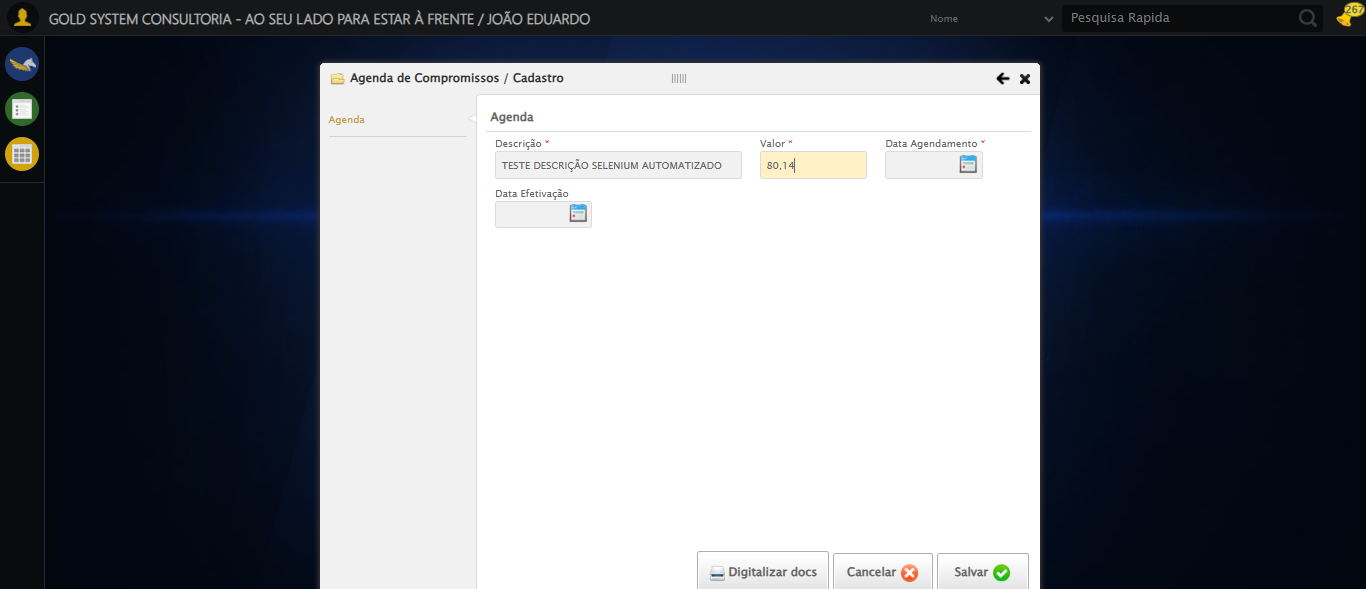 GOLD SYSTEM CONSULTORIA - AO SEU LADO PARA ESTAR À FRENTE / JOÃO EDUARDO
Nome
Pesquisa Rapida
267
Agenda de Compromissos / Cadastro
Agenda
Agenda
Descrição *
Valor *
Data Agendamento *
TESTE DESCRIÇÃO SELENIUM AUTOMATIZADO
80,14
Data Efetivação
Digitalizar docs
Cancelar
Salvar